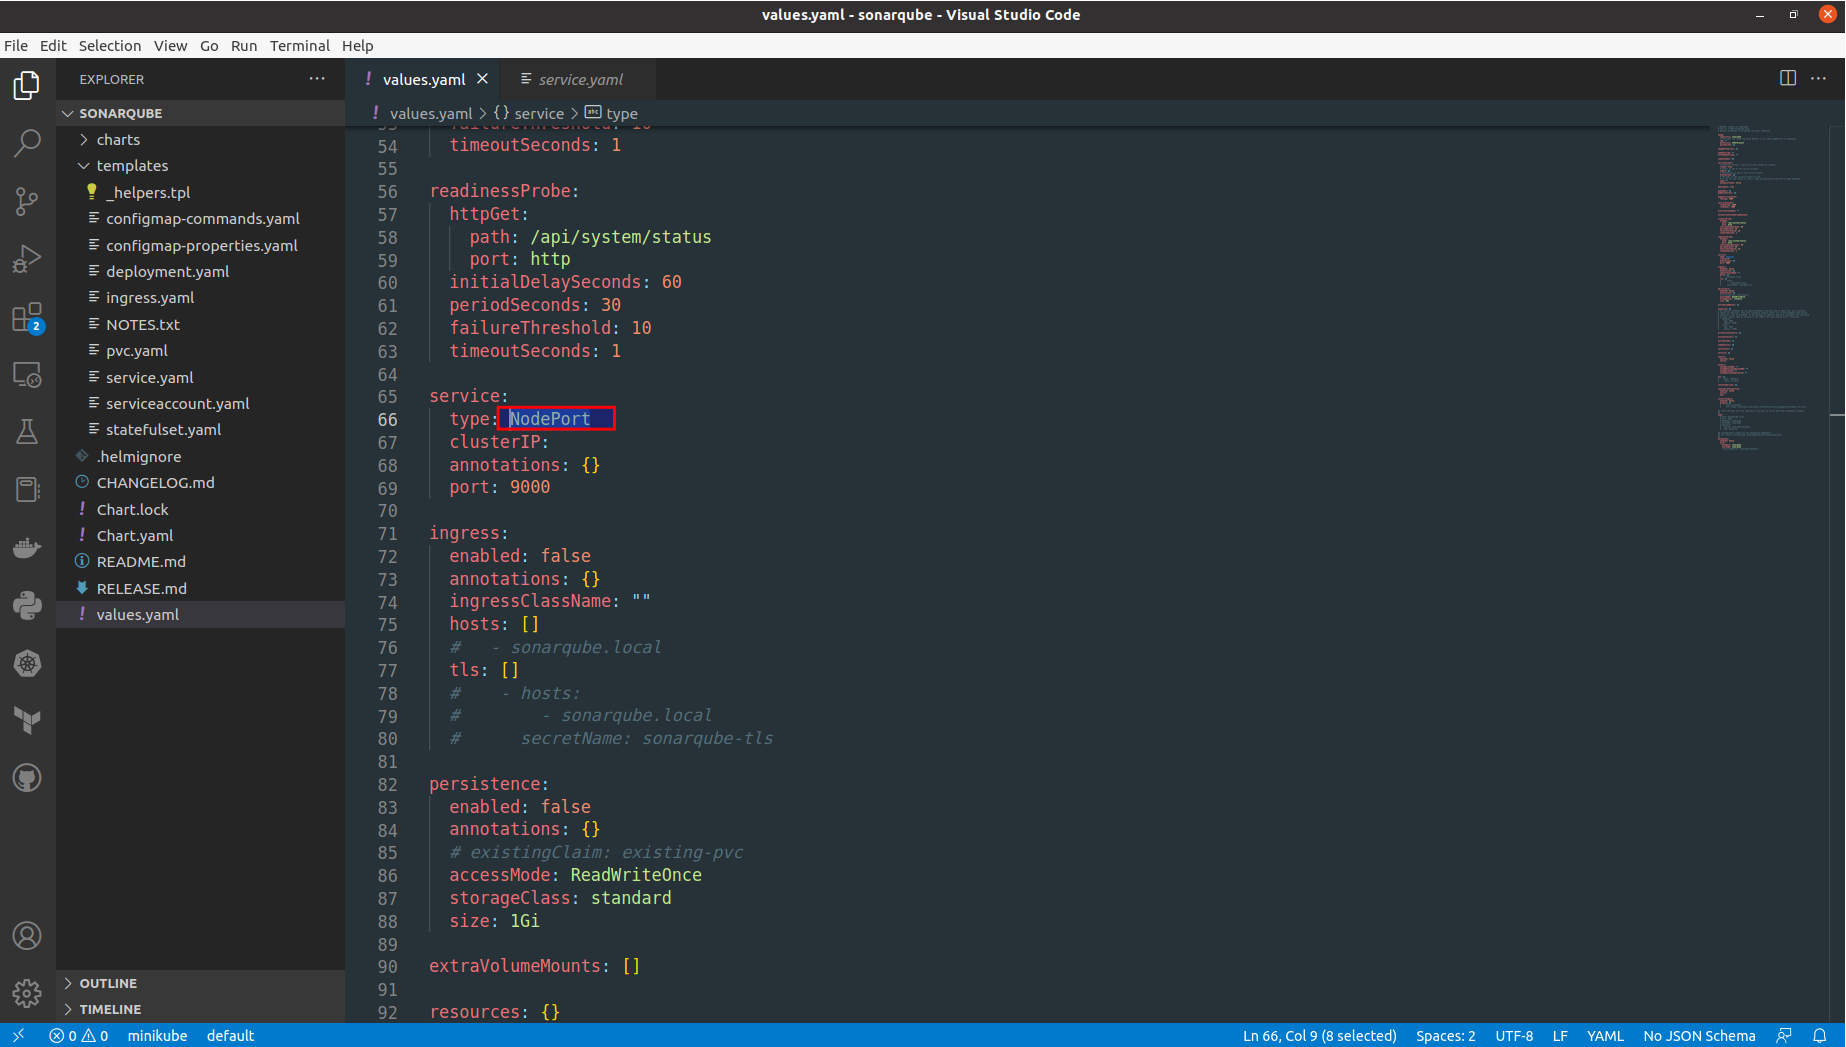 values.yaml - sonarqube - Visual Studio Code
File Edit Selection View Go Run Terminal Help
EXPLORER
values.yaml
service.yaml
SONARQUBE
values.yaml > {} service > abc type
charts
templates
_helpers.tpl
configmap-commands.yaml
configmap-properties.yaml
deployment.yaml
ingress.yaml
NOTES.txt
pvc.yaml
service.yaml
serviceaccount.yaml
statefulset.yaml
.helmignore
CHANGELOG.md
Chart.lock
Chart.yaml
README.md
RELEASE.md
values.yaml
OUTLINE
TIMELINE
2
53 failureThreshold: 10
54 timeoutSeconds: 1
55
56 readinessProbe:
57 httpGet:
58 path: /api/system/status
59 port: http
60 initialDelaySeconds: 60
61 periodSeconds: 30
62 failureThreshold: 10
63 timeoutSeconds: 1
64
65 service:
66 type: NodePort
67 clusterIP:
68 annotations: {}
69 port: 9000
70
71 ingress:
72 enabled: false
73 annotations: {}
74 ingressClassName: ""
75 hosts: []
76 # - sonarqube.local
77 tls: []
78 # - hosts:
79 # - sonarqube.local
80 # secretName: sonarqube-tls
81
82 persistence:
83 enabled: false
84 annotations: {}
85 # existingClaim: existing-pvc
86 accessMode: ReadWriteOnce
87 storageClass: standard
88 size: 1Gi
89
90 extraVolumeMounts: []
91
92 resources: {}
0 0 minikube default
Ln 66, Col 9 (8 selected) Spaces: 2 UTF-8 LF YAML No JSON Schema